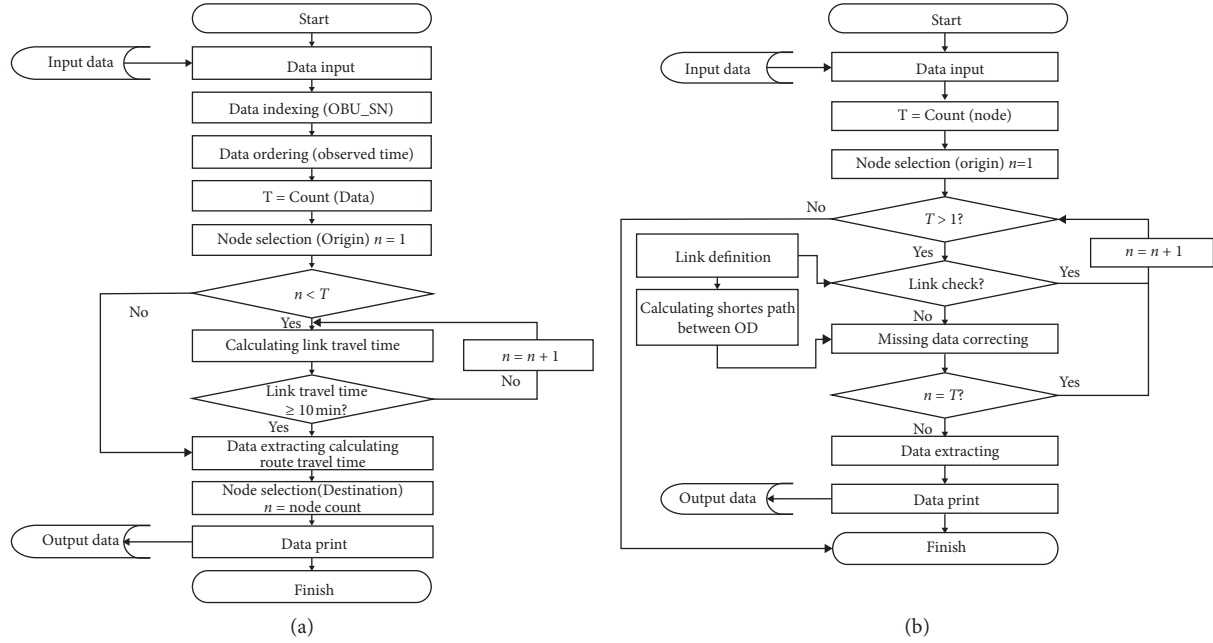 Start
Input data
Data input
Data indexing (OBU_SN)
Data ordering (observed time)
T = Count (Data)
Node selection (Origin) n = 1
n < T
No
Yes
Calculating link travel time
n = n + 1
Link travel time
≥ 10 min?
No
Yes
Data extracting calculating
route travel time
Node selection(Destination)
n = node count
Output data
Data print
Finish
(a)
Start
Input data
Data input
T = Count (node)
Node selection (origin) n=1
No
T > 1?
Yes
n = n + 1
Link definition
Link check?
Yes
Calculating shortes path
between OD
No
Missing data correcting
n = T?
Yes
No
Data extracting
Output data
Data print
Finish
(b)